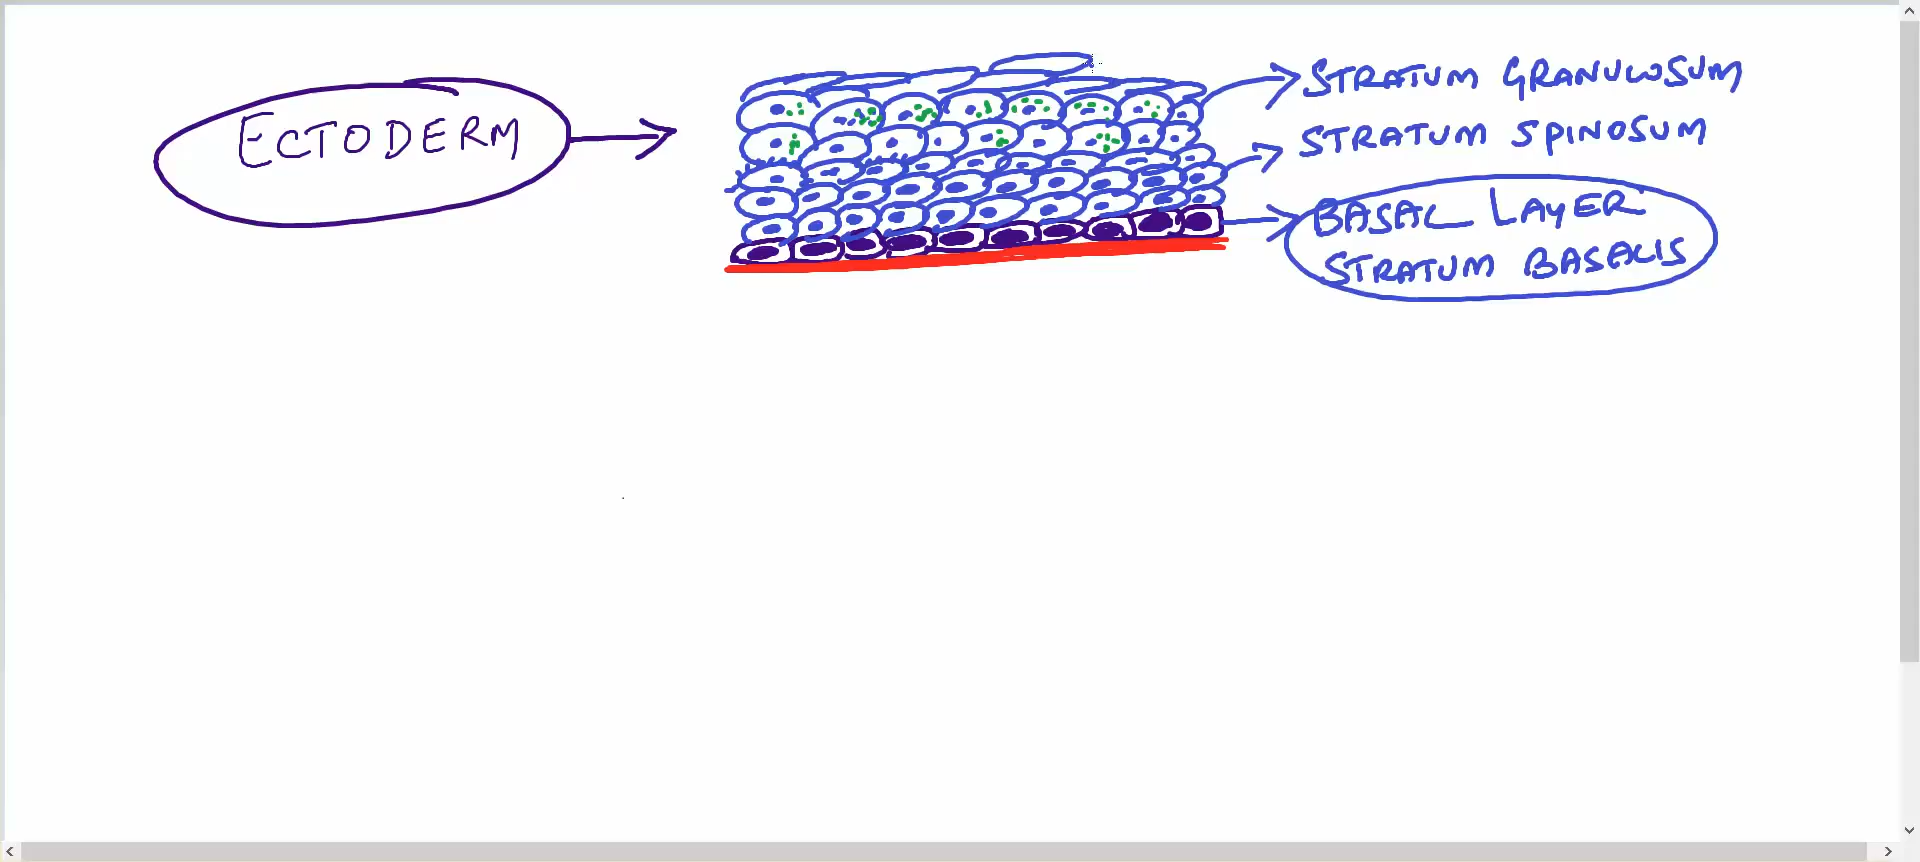 ECTODERM
STRATUM GRANULOSUM
STRATUM SPINOSUM
BASAL LAYER
STRATUM BASALIS